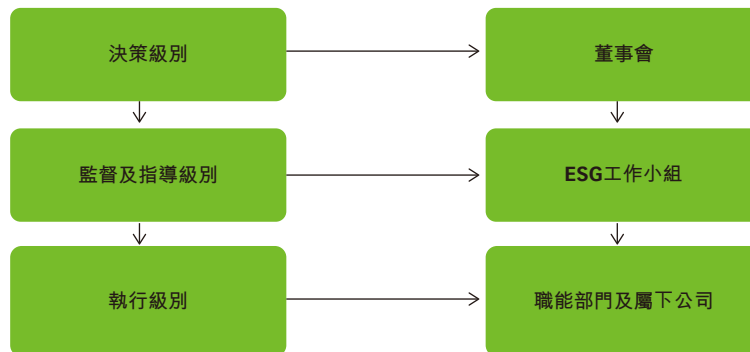 決策級別
董事會
監督及指導級別
ESG工作小組
執行級別
職能部門及屬下公司